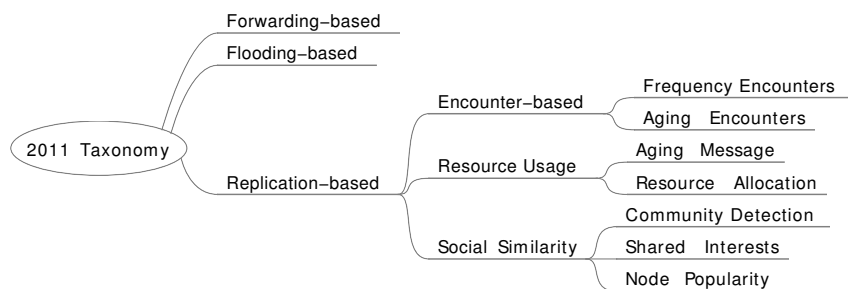 2011 Taxonomy
Forwarding−based
Flooding−based
Replication−based
Encounter−based
Frequency Encounters
Aging Encounters
Resource Usage
Aging Message
Resource Allocation
Social Similarity
Community Detection
Shared Interests
Node Popularity